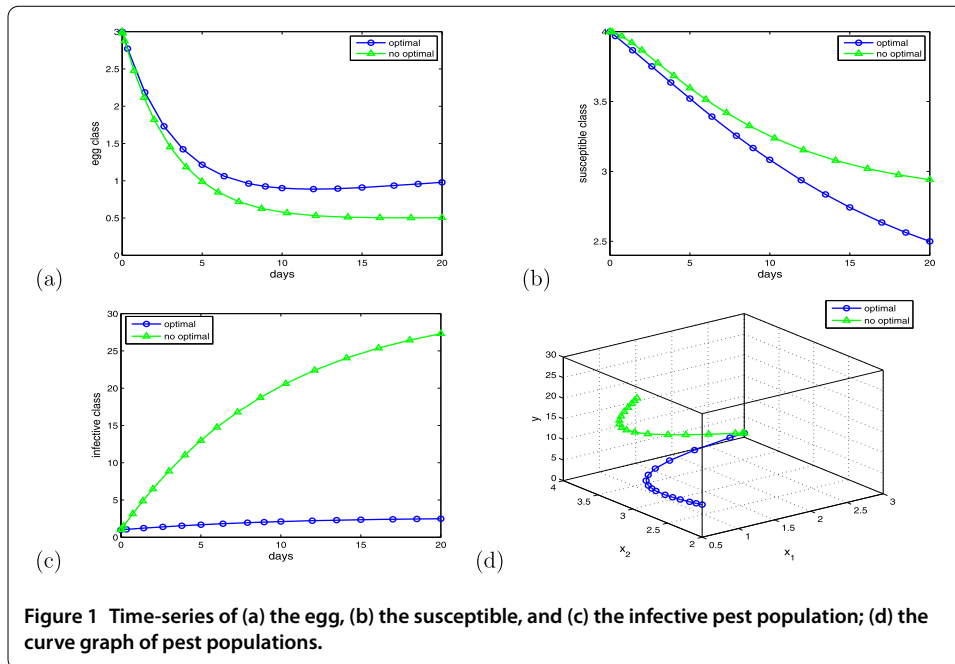 3
2.5
2
1.5
1
0.5
0
egg class
0 5 10 15 20
days
optimal
no optimal
(a)
4
3.5
3
2.5
susceptible class
0 5 10 15 20
days
optimal
no optimal
(b)
30
25
20
15
10
5
0
infective class
0 5 10 15 20
days
optimal
no optimal
(c)
optimal
no optimal
30
25
20
15
10
5
0
y
4
3.5
3
2.5
2
x_2
0.5
1
1.5
2
2.5
3
x_1
(d)
Figure 1 Time-series of (a) the egg, (b) the susceptible, and (c) the infective pest population; (d) the
curve graph of pest populations.